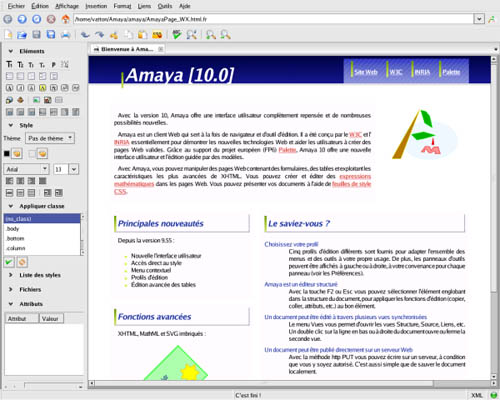 Fichier Édition Affichage Insertion Format Liens Outils Aide
/home/vatton/Amaya/amaya/AmayaPage_WX.html.fr
Eléments
Style
Thème : Pas de thème
Arial 13
Appliquer classe
(no_class)
.body
.bottom
.column
Liste des styles
Fichiers
Attributs
Attribut Valeur
Bienvenue à Ama...
Amaya [10.0]
Site Web W3C INRIA Palette
Avec la version 10, Amaya offre une interface utilisateur complètement repensée et de nombreuses
possibilités nouvelles.
Amaya est un client Web qui sert à la fois de navigateur et d'outil d'édition. Il a été conçu par le W3C et l'
INRIA essentiellement pour démontrer les nouvelles technologies Web et aider les utilisateurs à créer des
pages Web valides. Grâce au support du projet européen (FP6) Palette, Amaya 10 offre une nouvelle
interface utilisateur et l'édition guidée par des modèles.
Avec Amaya, vous pouvez manipuler des pages Web contenant des formulaires, des tables et exploitant les
caractéristiques les plus avancées de XHTML. Vous pouvez créer et éditer des expressions
mathématiques dans les pages Web. Vous pouvez présenter vos documents à l'aide de feuilles de style
CSS.
Principales nouveautés
Depuis la version 9.55 :
Nouvelle l'interface utilisateur
Accès direct au style
Menu contextuel
Profils d'édition
Édition avancée des tables
Fonctions avancées
XHTML, MathML et SVG imbriqués :
Le saviez-vous ?
Choisissez votre profil
Cinq profils d'édition différents sont fournis pour adapter l'ensemble
des menus et des outils à votre propre usage. De plus, les panneaux d'outils
peuvent être affichés à gauche ou à droite, à votre convenance pour chaque
panneau (voir les Préférences).
Amaya est un éditeur structuré
Avec la touche F2 ou Esc vous pouvez sélectionner l'élément englobant
dans la structure du document, pour appliquer les fonctions d'édition (copier,
coller, attributs, etc.) au bon élément.
Un document peut être édité à travers plusieurs vues synchronisées
Le menu Vues vous permet d'ouvrir les vues Structure, Source, Liens, etc.
Un double clic sur la ligne en bas ou à droite du document ouvre ou ferme la
seconde vue.
Un document peut être publié directement sur un serveur Web
Avec la méthode http PUT vous pouvez écrire sur un serveur, à condition
que vous y soyez autorisé. C'est aussi simple que de sauver le document
localement.
C'est fini !
XML